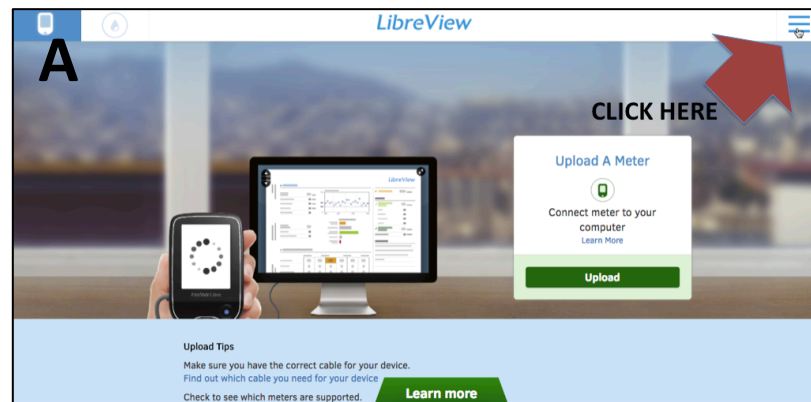 LibreView
A
CLICK HERE
Upload A Meter
Connect meter to your
computer
Learn More
Upload
LibreView
Upload Tips
Make sure you have the correct cable for your device.
Find out which cable you need for your device
Check to see which meters are supported.
Learn more